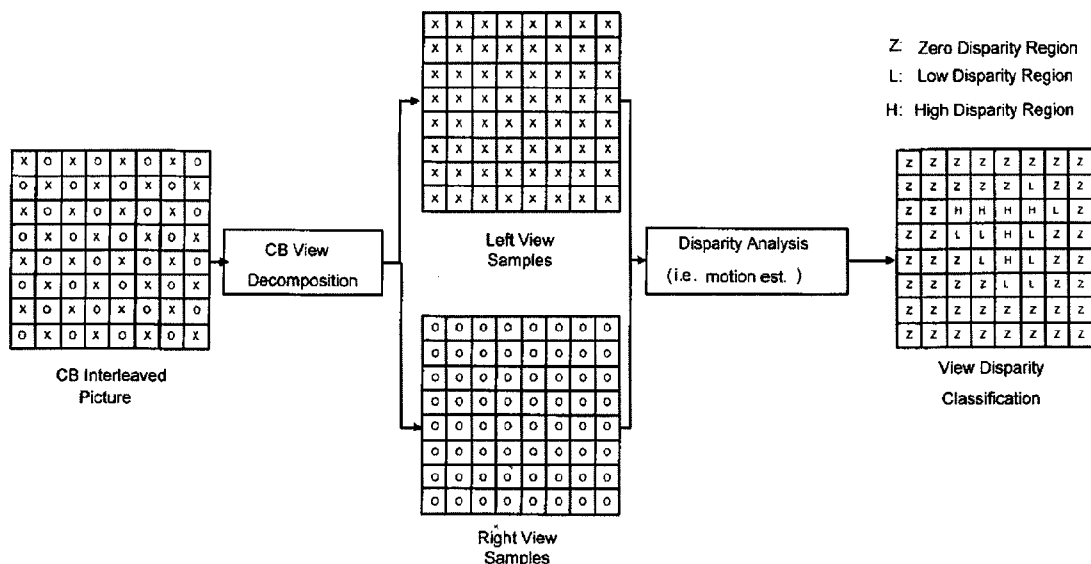 X O X O X O X O
O X O X O X O X
X O X O X O X O
O X O X O X O X
X O X O X O X O
O X O X O X O X
X O X O X O X O
O X O X O X O X
CB Interleaved
Picture
CB View
Decomposition
X X X X X X X X
X X X X X X X X
X X X X X X X X
X X X X X X X X
X X X X X X X X
X X X X X X X X
X X X X X X X X
X X X X X X X X
Left View
Samples
O O O O O O O O
O O O O O O O O
O O O O O O O O
O O O O O O O O
O O O O O O O O
O O O O O O O O
O O O O O O O O
O O O O O O O O
Right View
Samples
Disparity Analysis
(i.e. motion est. )
Z: Zero Disparity Region
L: Low Disparity Region
H: High Disparity Region
Z Z Z Z Z Z Z Z
Z Z Z Z Z L Z Z
Z Z H H H H L Z
Z Z L L H L Z Z
Z Z Z L H L Z Z
Z Z Z Z L L Z Z
Z Z Z Z Z Z Z Z
Z Z Z Z Z Z Z Z
View Disparity
Classification